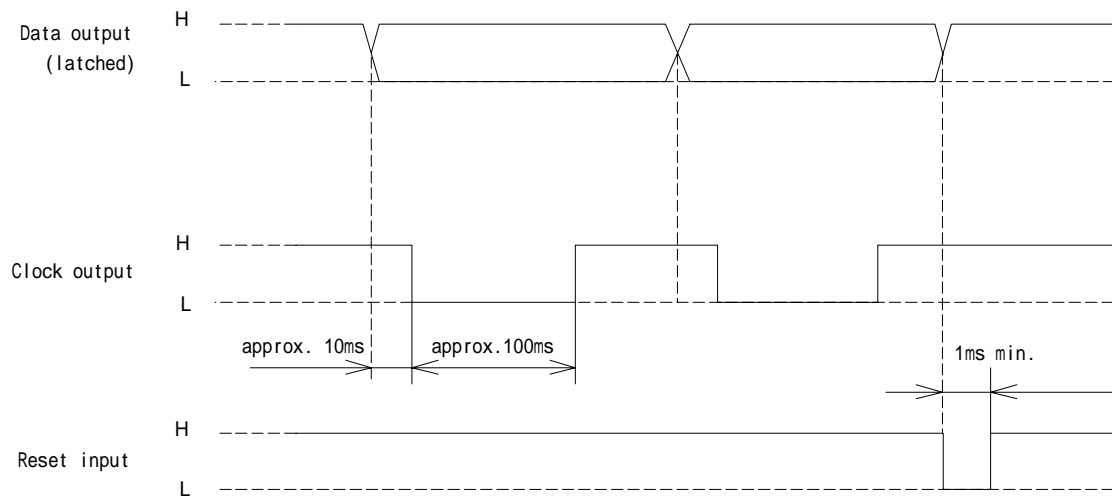 H
Data output
(latched)
L
H
Clock output
L
approx. 10ms
approx.100ms
1ms min.
H
Reset input
L